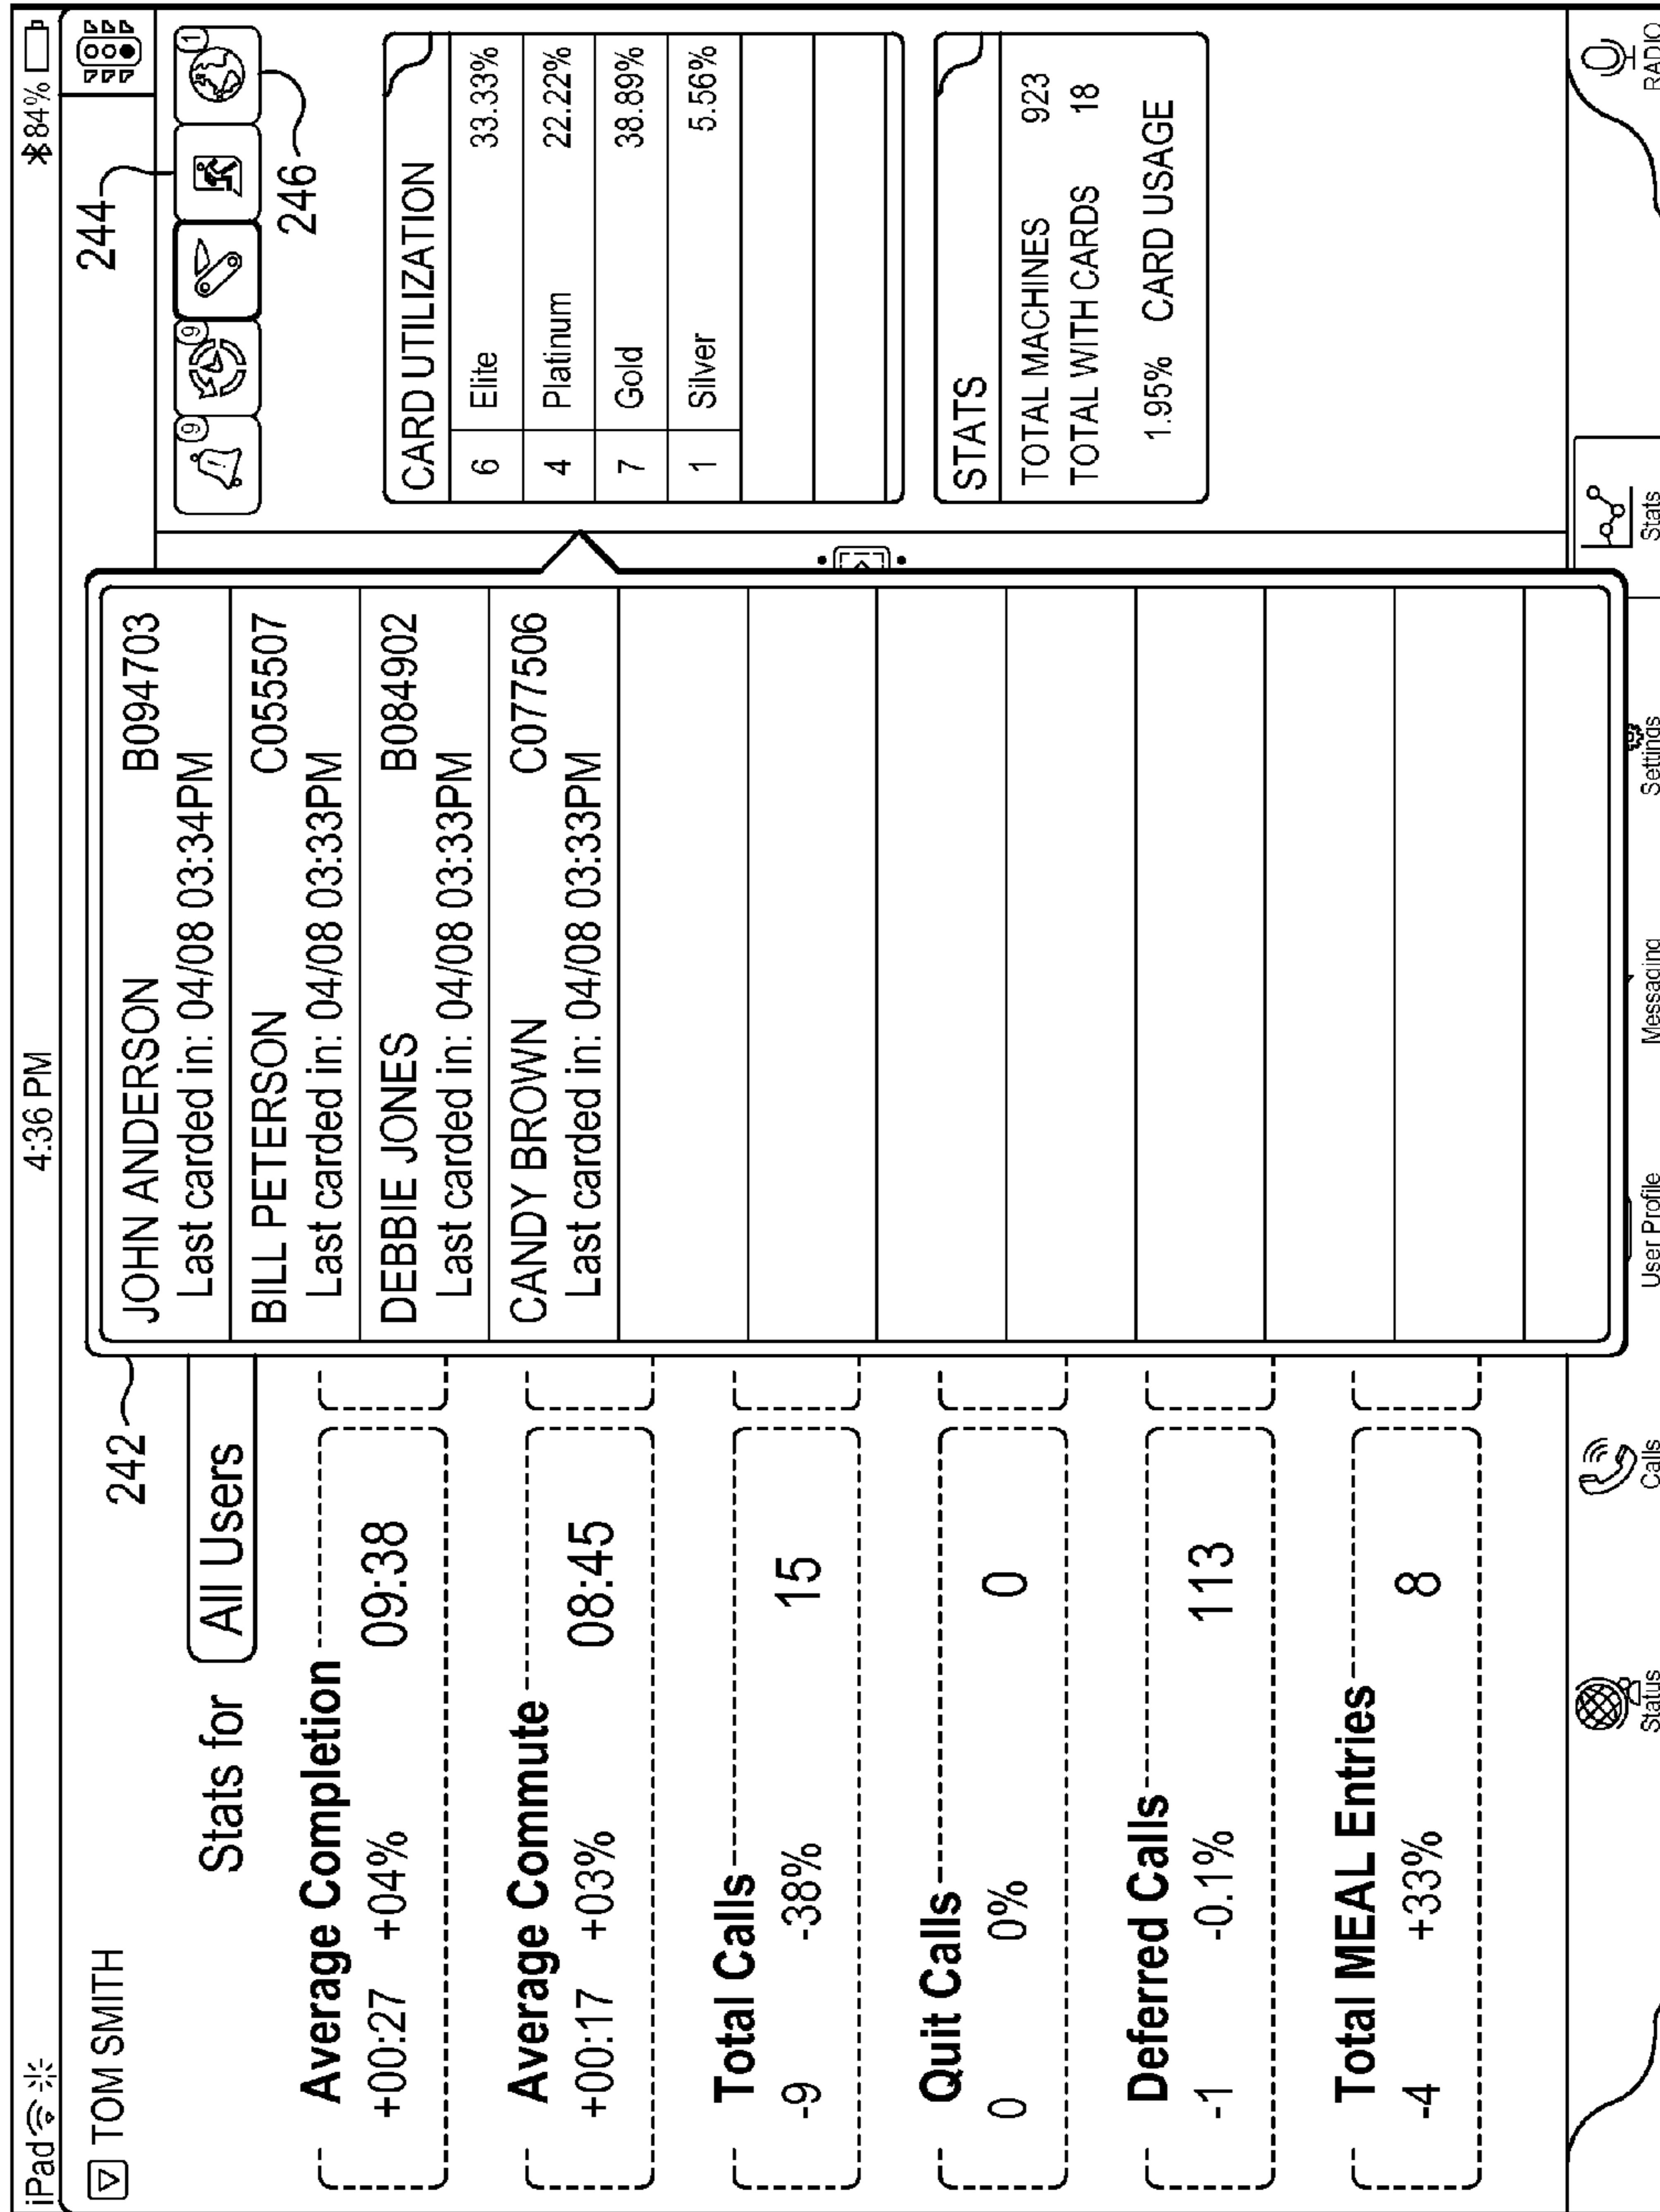 iPad 4:36 PM 84%
TOM SMITH
242
244
246
Stats for All Users
Average Completion
+00:27 +04% 09:38
Average Commute
+00:17 +03% 08:45
Total Calls
-9 -38% 15
Quit Calls
0 0% 0
Deferred Calls
-1 -0.1% 113
Total MEAL Entries
-4 +33% 8
JOHN ANDERSON B094703
Last carded in: 04/08 03:34PM
BILL PETERSON C055507
Last carded in: 04/08 03:33PM
DEBBIE JONES B084902
Last carded in: 04/08 03:33PM
CANDY BROWN C077506
Last carded in: 04/08 03:33PM
9 9 1
CARD UTILIZATION
6 Elite 33.33%
4 Platinum 22.22%
7 Gold 38.89%
1 Silver 5.56%
STATS
TOTAL MACHINES 923
TOTAL WITH CARDS 18
1.95% CARD USAGE
Status Calls User Profile Messaging Settings Stats RADIO